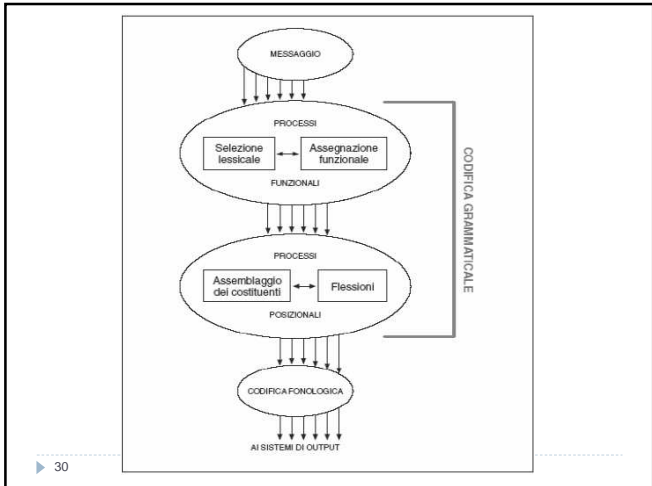 MESSAGGIO
PROCESSI
Selezione
lessicale
Assegnazione
funzionale
FUNZIONALI
PROCESSI
Assemblaggio
dei costituenti
Flessioni
POSIZIONALI
CODIFICA FONOLOGICA
AI SISTEMI DI OUTPUT
CODIFICA GRAMMATICALE
30